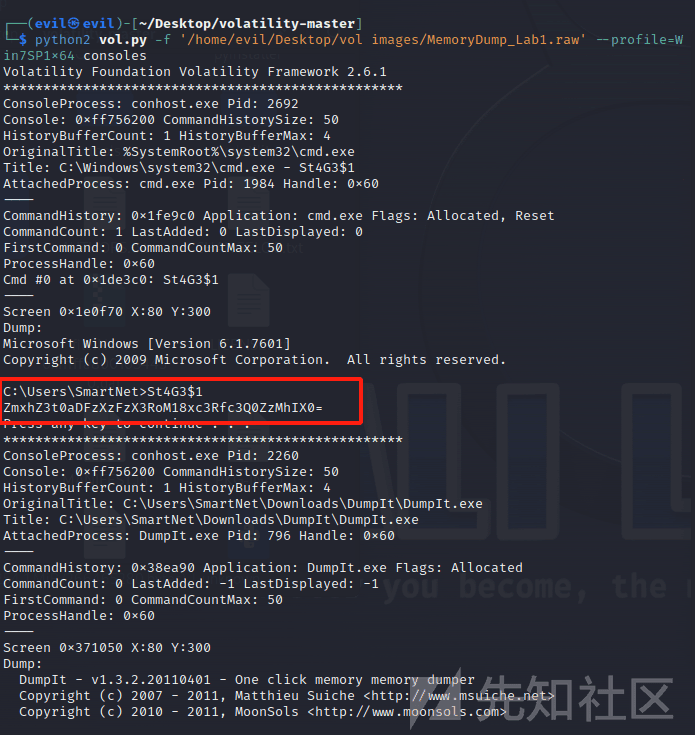 ┌──(evil㉿evil)-[~/Desktop/volatility-master]
└─$ python2 vol.py -f '/home/evil/Desktop/vol images/MemoryDump_Lab1.raw' --profile=W
in7SP1×64 consoles
Volatility Foundation Volatility Framework 2.6.1
**************************************************
ConsoleProcess: conhost.exe Pid: 2692
Console: 0×ff756200 CommandHistorySize: 50
HistoryBufferCount: 1 HistoryBufferMax: 4
OriginalTitle: %SystemRoot%\system32\cmd.exe
Title: C:\Windows\system32\cmd.exe - St4G3$1
AttachedProcess: cmd.exe Pid: 1984 Handle: 0×60
----
CommandHistory: 0×1fe9c0 Application: cmd.exe Flags: Allocated, Reset
CommandCount: 1 LastAdded: 0 LastDisplayed: 0
FirstCommand: 0 CommandCountMax: 50
ProcessHandle: 0×60
Cmd #0 at 0×1de3c0: St4G3$1
----
Screen 0×1e0f70 X:80 Y:300
Dump:
Microsoft Windows [Version 6.1.7601]
Copyright (c) 2009 Microsoft Corporation.  All rights reserved.
C:\Users\SmartNet>St4G3$1
ZmxhZ3t0aDFzXzFzX3RoM18xc3Rfc3Q0ZzMhIX0=
Press any key to continue . . .
**************************************************
ConsoleProcess: conhost.exe Pid: 2260
Console: 0×ff756200 CommandHistorySize: 50
HistoryBufferCount: 1 HistoryBufferMax: 4
OriginalTitle: C:\Users\SmartNet\Downloads\DumpIt\DumpIt.exe
Title: C:\Users\SmartNet\Downloads\DumpIt\DumpIt.exe
AttachedProcess: DumpIt.exe Pid: 796 Handle: 0×60
----
CommandHistory: 0×38ea90 Application: DumpIt.exe Flags: Allocated
CommandCount: 0 LastAdded: -1 LastDisplayed: -1
you become, the
FirstCommand: 0 CommandCountMax: 50
ProcessHandle: 0×60
----
Screen 0×371050 X:80 Y:300
Dump:
  DumpIt - v1.3.2.20110401 - One click memory memory dumper
  Copyright (c) 2007 - 2011, Matthieu Suiche <http://www.msuiche.net>
  Copyright (c) 2010 - 2011, MoonSols <http://www.moonsols.com>
先知社区